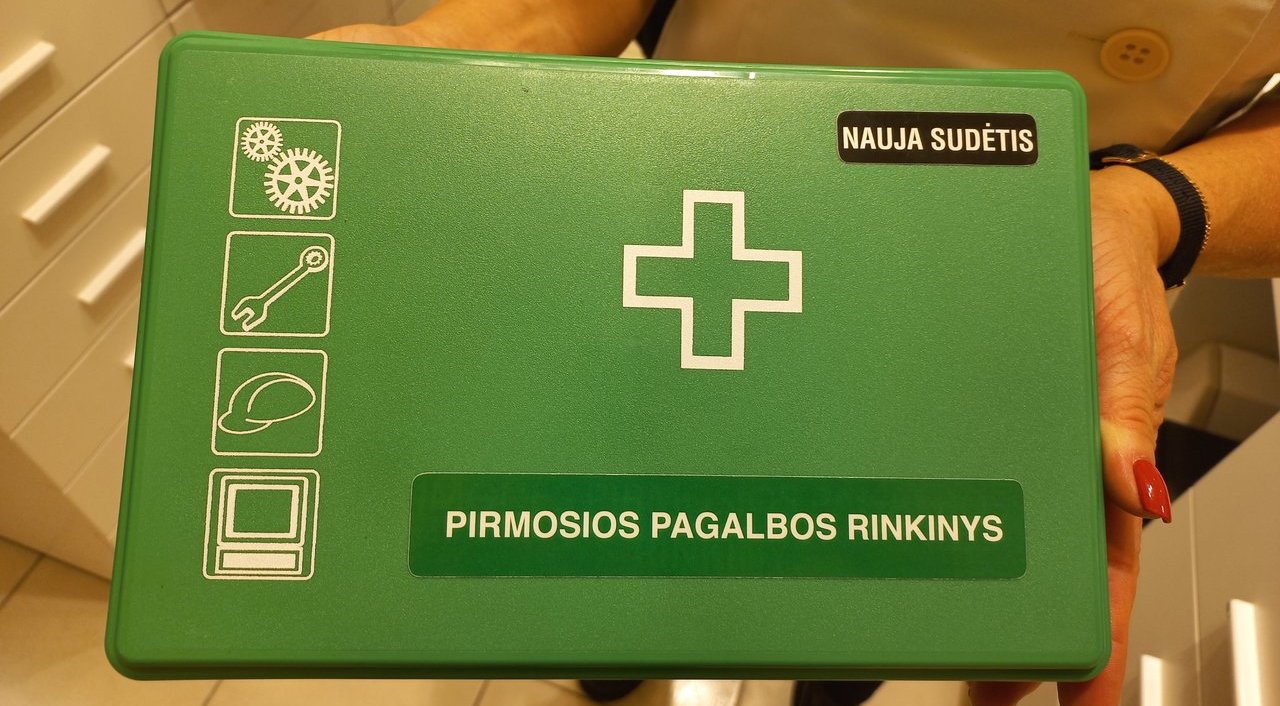 NAUJA SUDĖTIS
PIRMOSIOS PAGALBOS RINKINYS